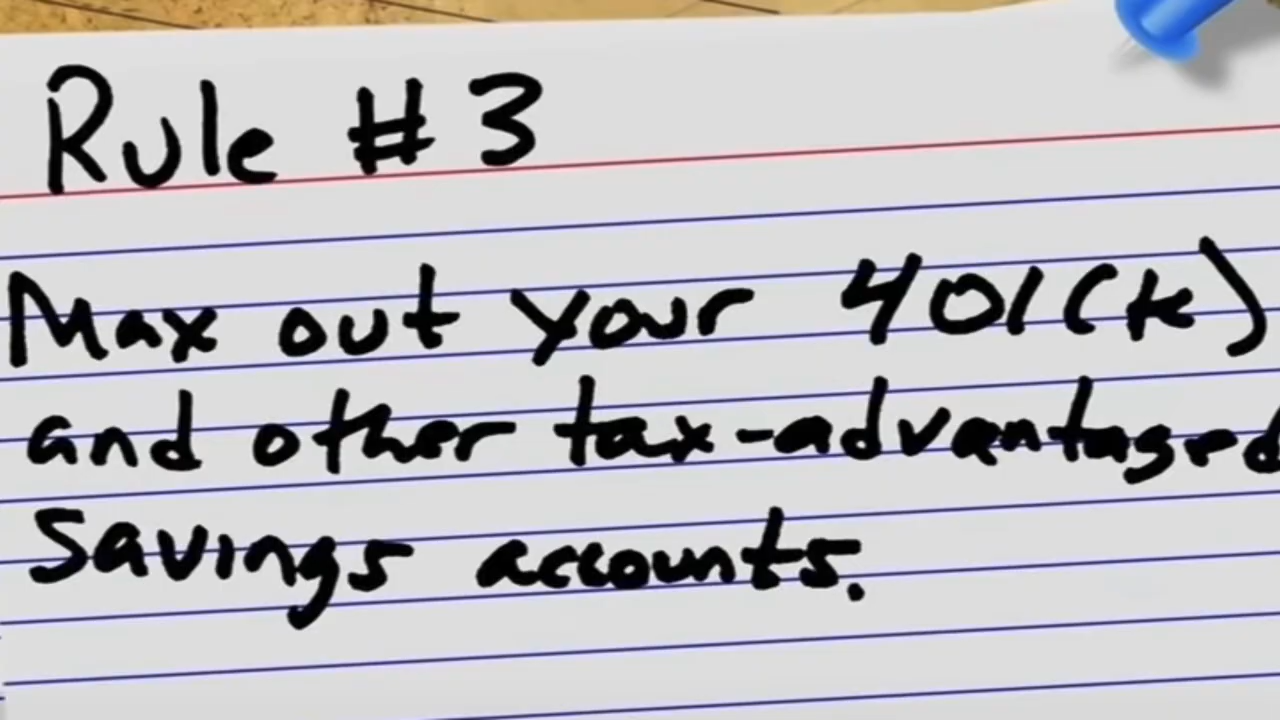 Rule #3
Max out your 401(k)
and other tax-advantaged
savings accounts.